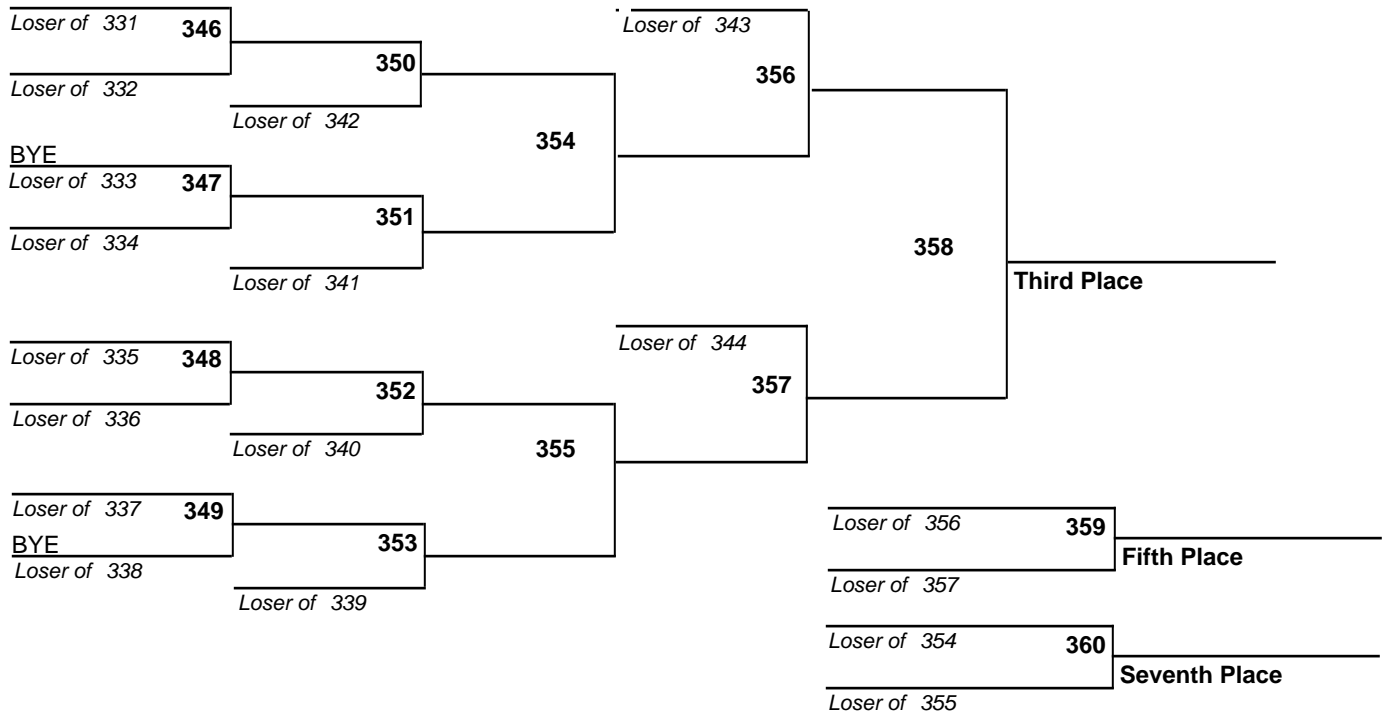 Loser of 331
346
Loser of 332
350
Loser of 342
BYE
Loser of 333
347
Loser of 334
351
Loser of 341
354
Loser of 343
356
Loser of 335
348
Loser of 336
352
Loser of 340
Loser of 337
349
BYE
Loser of 338
353
Loser of 339
355
Loser of 344
357
358
Third Place
Loser of 356
359
Loser of 357
Fifth Place
Loser of 354
360
Loser of 355
Seventh Place